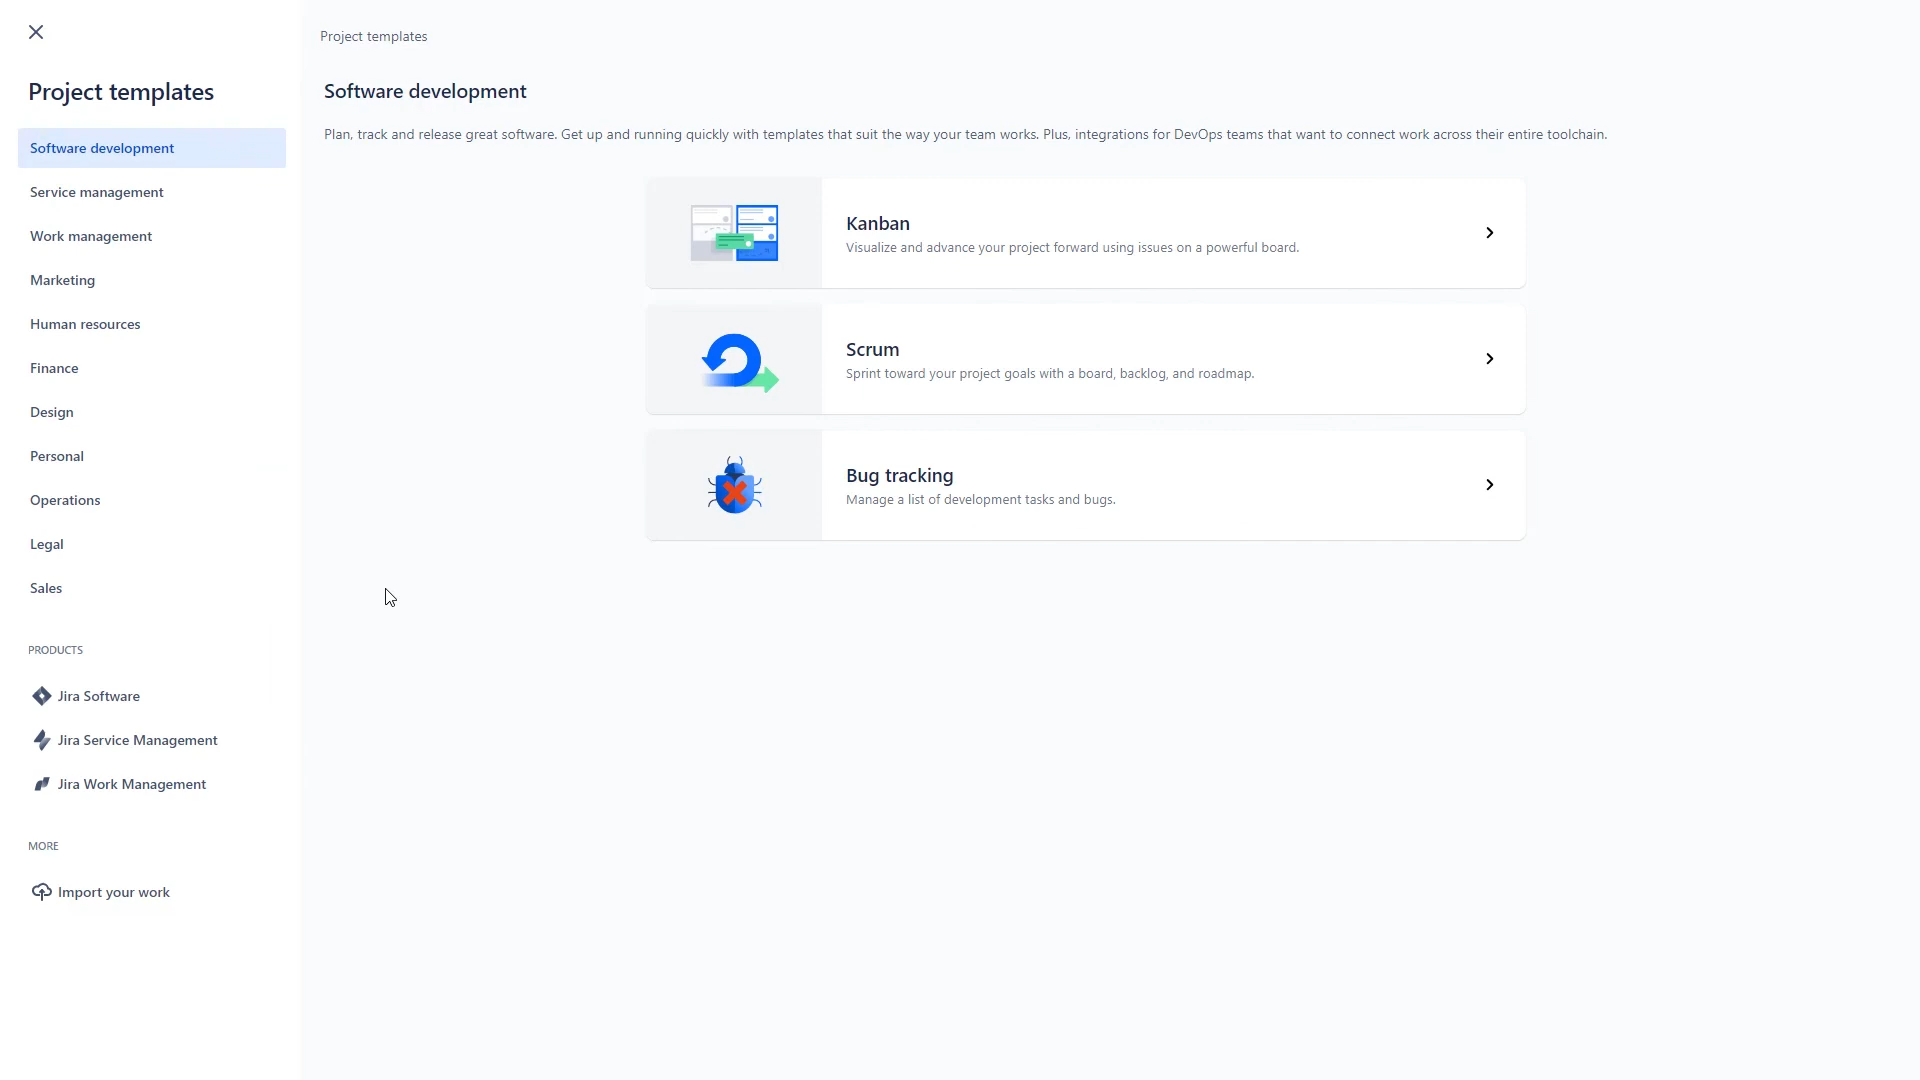 Project templates
Software development
Service management
Work management
Marketing
Human resources
Finance
Design
Personal
Operations
Legal
Sales
PRODUCTS
Jira Software
Jira Service Management
Jira Work Management
MORE
Import your work
Project templates
Software development
Plan, track and release great software. Get up and running quickly with templates that suit the way your team works. Plus, integrations for DevOps teams that want to connect work across their entire toolchain.
Kanban
Visualize and advance your project forward using issues on a powerful board.
Scrum
Sprint toward your project goals with a board, backlog, and roadmap.
Bug tracking
Manage a list of development tasks and bugs.